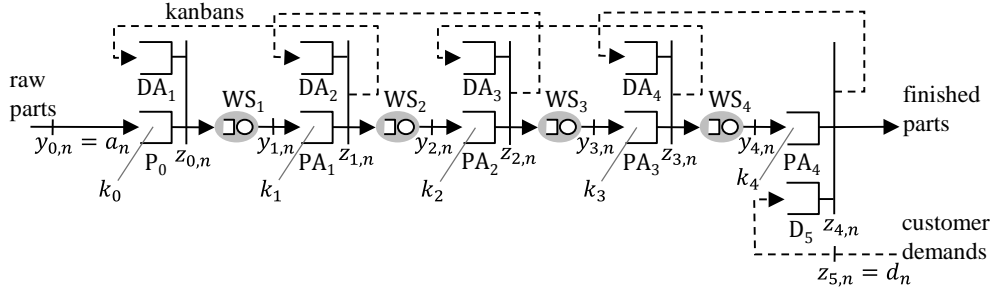 kanbans
DA₁ DA₂ DA₃ DA₄
raw
parts
WS₁ WS₂ WS₃ WS₄
finished
parts
y₀,ₙ = aₙ P₀ z₀,ₙ y₁,ₙ PA₁ z₁,ₙ y₂,ₙ PA₂ z₂,ₙ y₃,ₙ PA₃ z₃,ₙ y₄,ₙ PA₄
k₀ k₁ k₂ k₃ k₄
D₅ z₄,ₙ
customer
demands
z₅,ₙ = dₙ